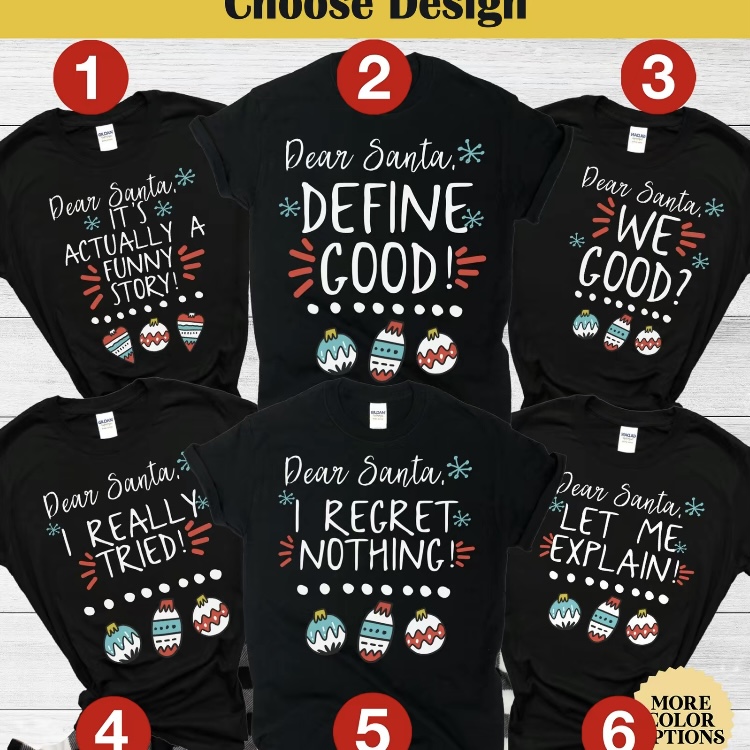 Choose Design
1
2
3
Dear Santa,
IT'S
ACTUALLY A
FUNNY
STORY!
Dear Santa,
DEFINE
GOOD!
Dear Santa,
WE
GOOD?
Dear Santa,
I REALLY
TRIED!
Dear Santa,
I REGRET
NOTHING!
Dear Santa,
LET ME
EXPLAIN!
4
5
6
MORE
COLOR
OPTIONS